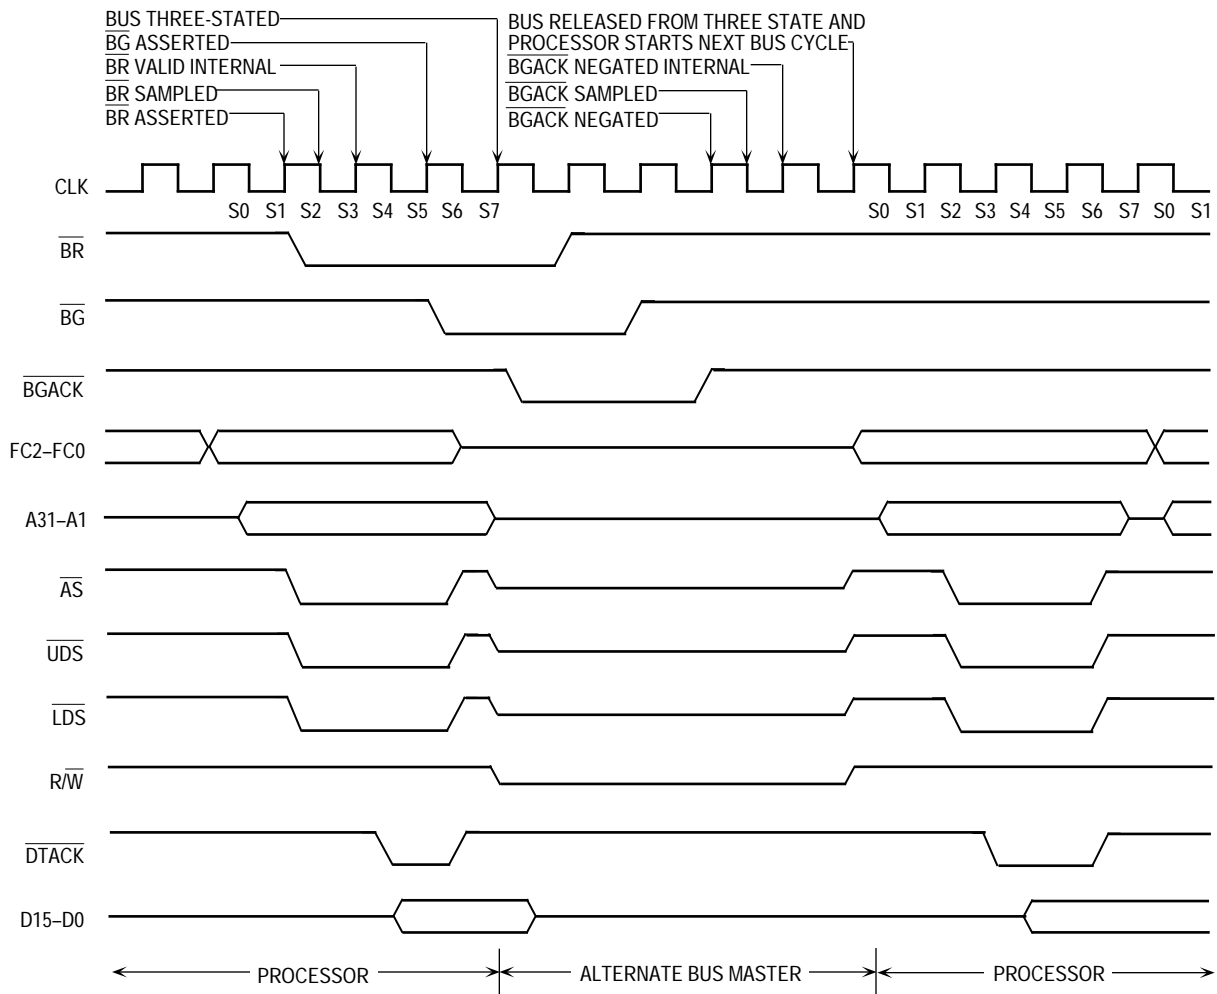 BUS THREE-STATED
BG ASSERTED
BR VALID INTERNAL
BR SAMPLED
BR ASSERTED
BUS RELEASED FROM THREE STATE AND
PROCESSOR STARTS NEXT BUS CYCLE
BGACK NEGATED INTERNAL
BGACK SAMPLED
BGACK NEGATED
CLK
S0 S1 S2 S3 S4 S5 S6 S7 S0 S1 S2 S3 S4 S5 S6 S7 S0 S1
BR
BG
BGACK
FC2–FC0
A31–A1
AS
UDS
LDS
R/W
DTACK
D15–D0
PROCESSOR ALTERNATE BUS MASTER PROCESSOR